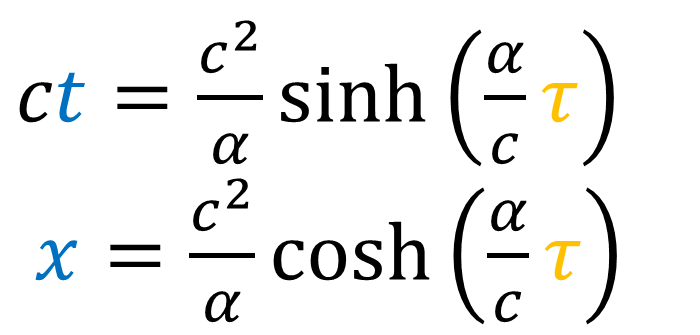 ct = c²/α sinh (α/c τ)
x = c²/α cosh (α/c τ)